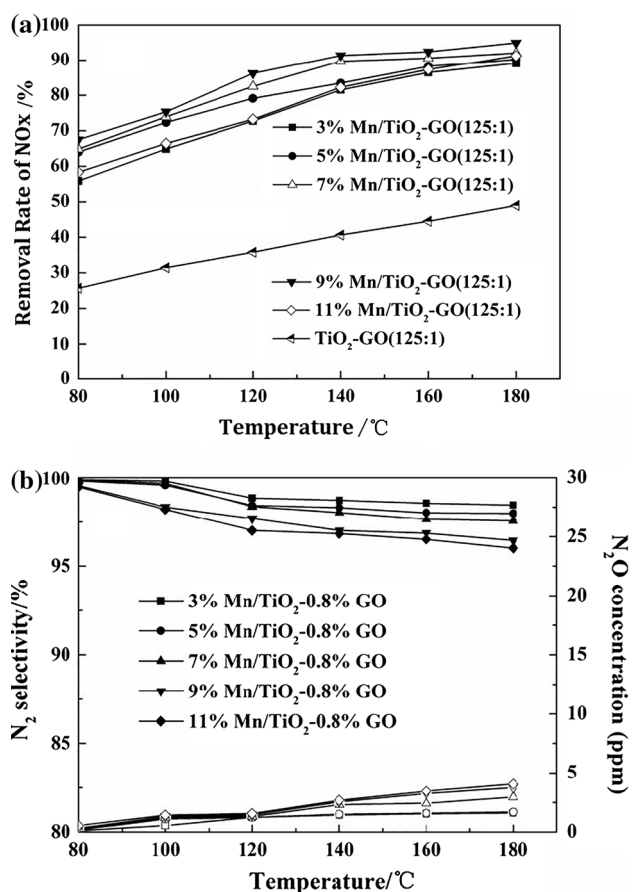 (a)
100
90
80
70
60
50
40
30
20
10
0
Removal Rate of NOx /%
3% Mn/TiO₂-GO(125:1)
5% Mn/TiO₂-GO(125:1)
7% Mn/TiO₂-GO(125:1)
9% Mn/TiO₂-GO(125:1)
11% Mn/TiO₂-GO(125:1)
TiO₂-GO(125:1)
80 100 120 140 160 180
Temperature /℃
(b)
100
95
90
85
80
N₂ selectivity/%
3% Mn/TiO₂-0.8% GO
5% Mn/TiO₂-0.8% GO
7% Mn/TiO₂-0.8% GO
9% Mn/TiO₂-0.8% GO
11% Mn/TiO₂-0.8% GO
30
25
20
15
10
5
0
N₂O concentration (ppm)
80 100 120 140 160 180
Temperature/℃